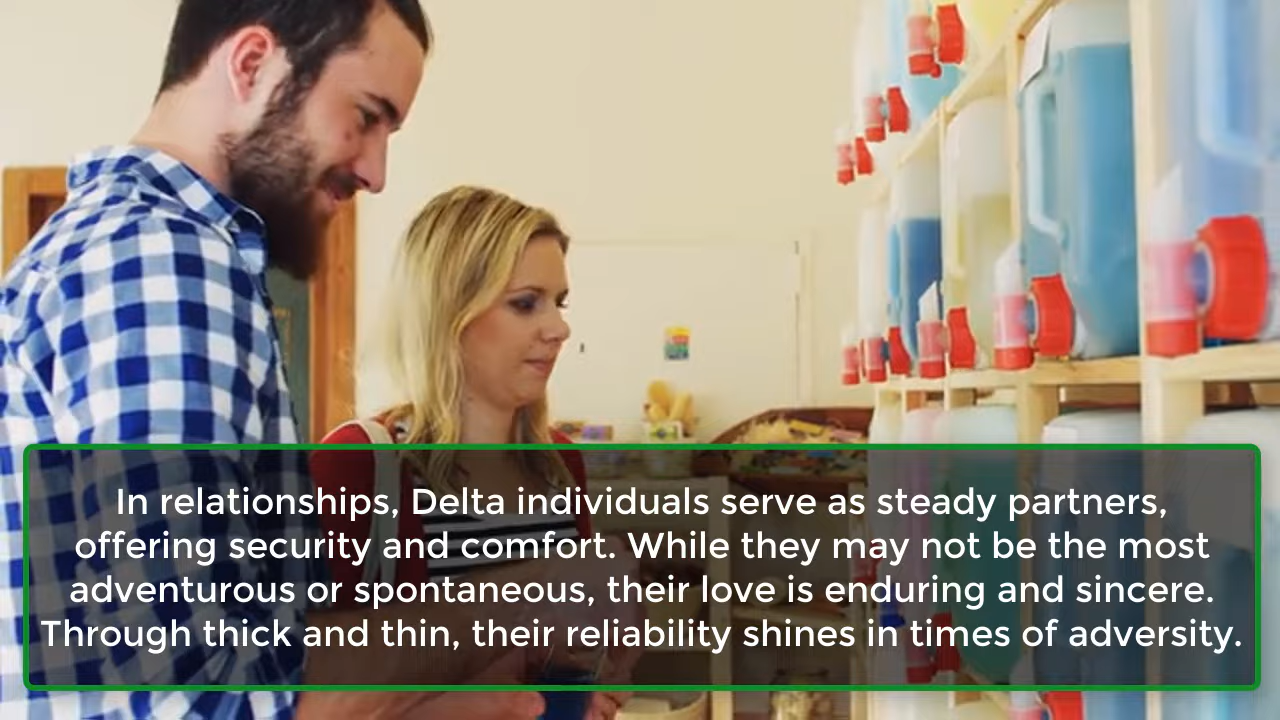 In relationships, Delta individuals serve as steady partners,
offering security and comfort. While they may not be the most
adventurous or spontaneous, their love is enduring and sincere.
Through thick and thin, their reliability shines in times of adversity.